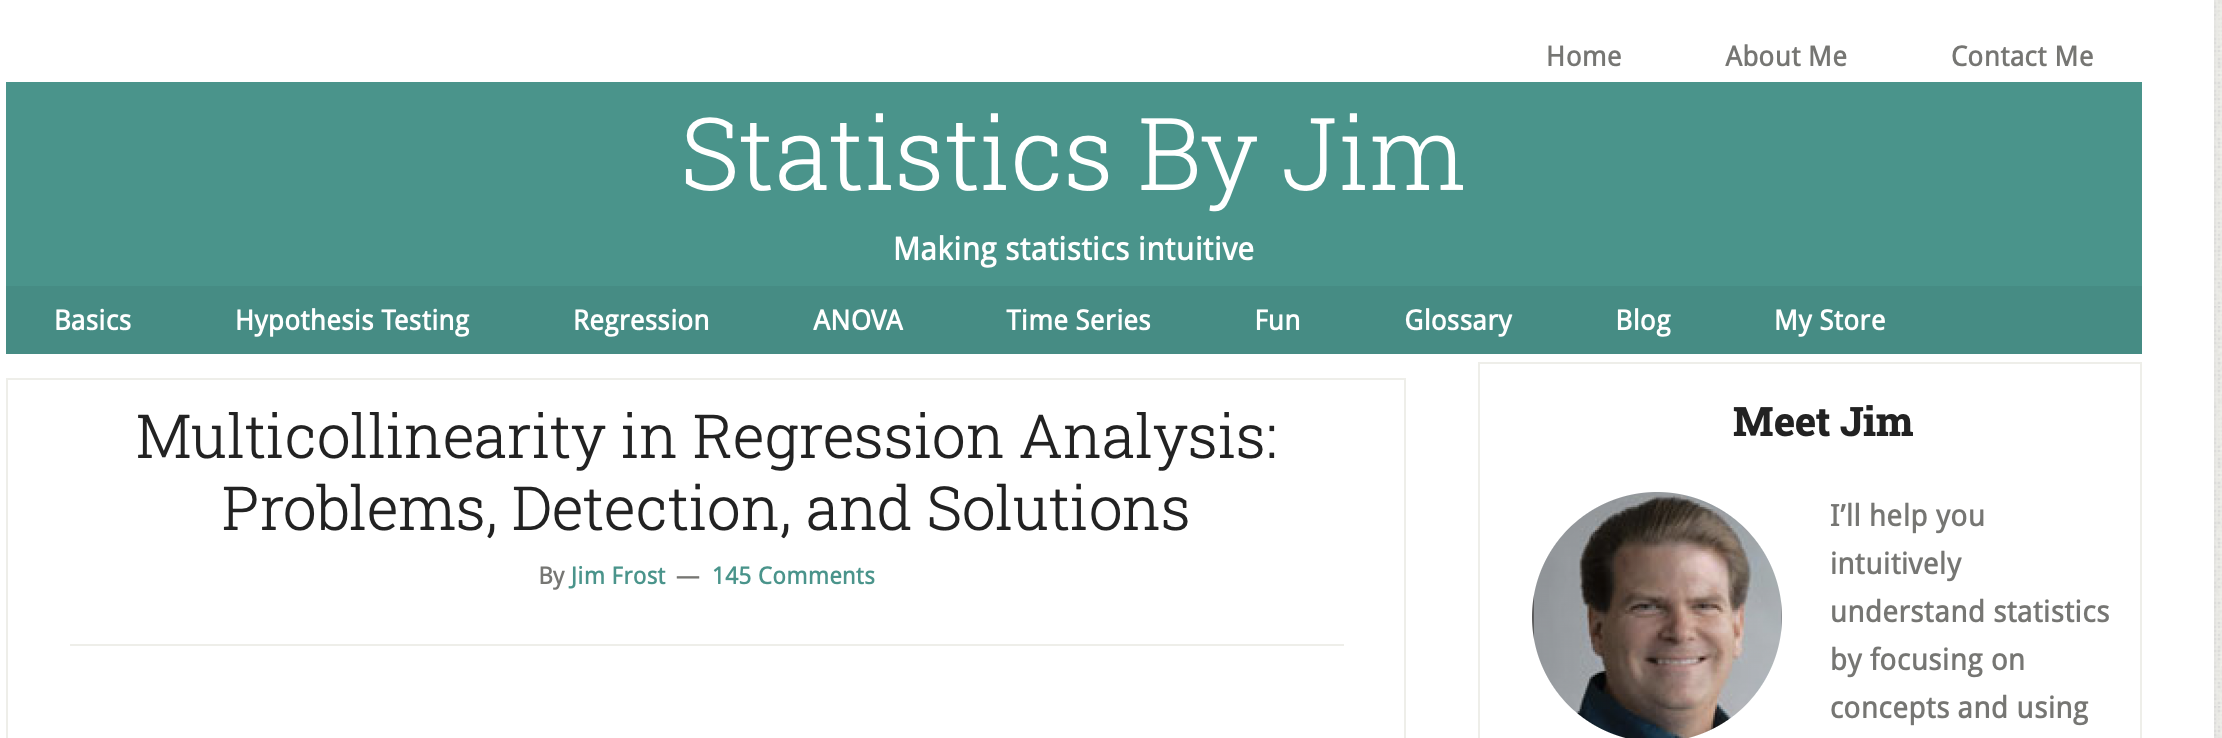 Home About Me Contact Me
Statistics By Jim
Making statistics intuitive
Basics Hypothesis Testing Regression ANOVA Time Series Fun Glossary Blog My Store
Multicollinearity in Regression Analysis:
Problems, Detection, and Solutions
By Jim Frost — 145 Comments
Meet Jim
I’ll help you
intuitively
understand statistics
by focusing on
concepts and using